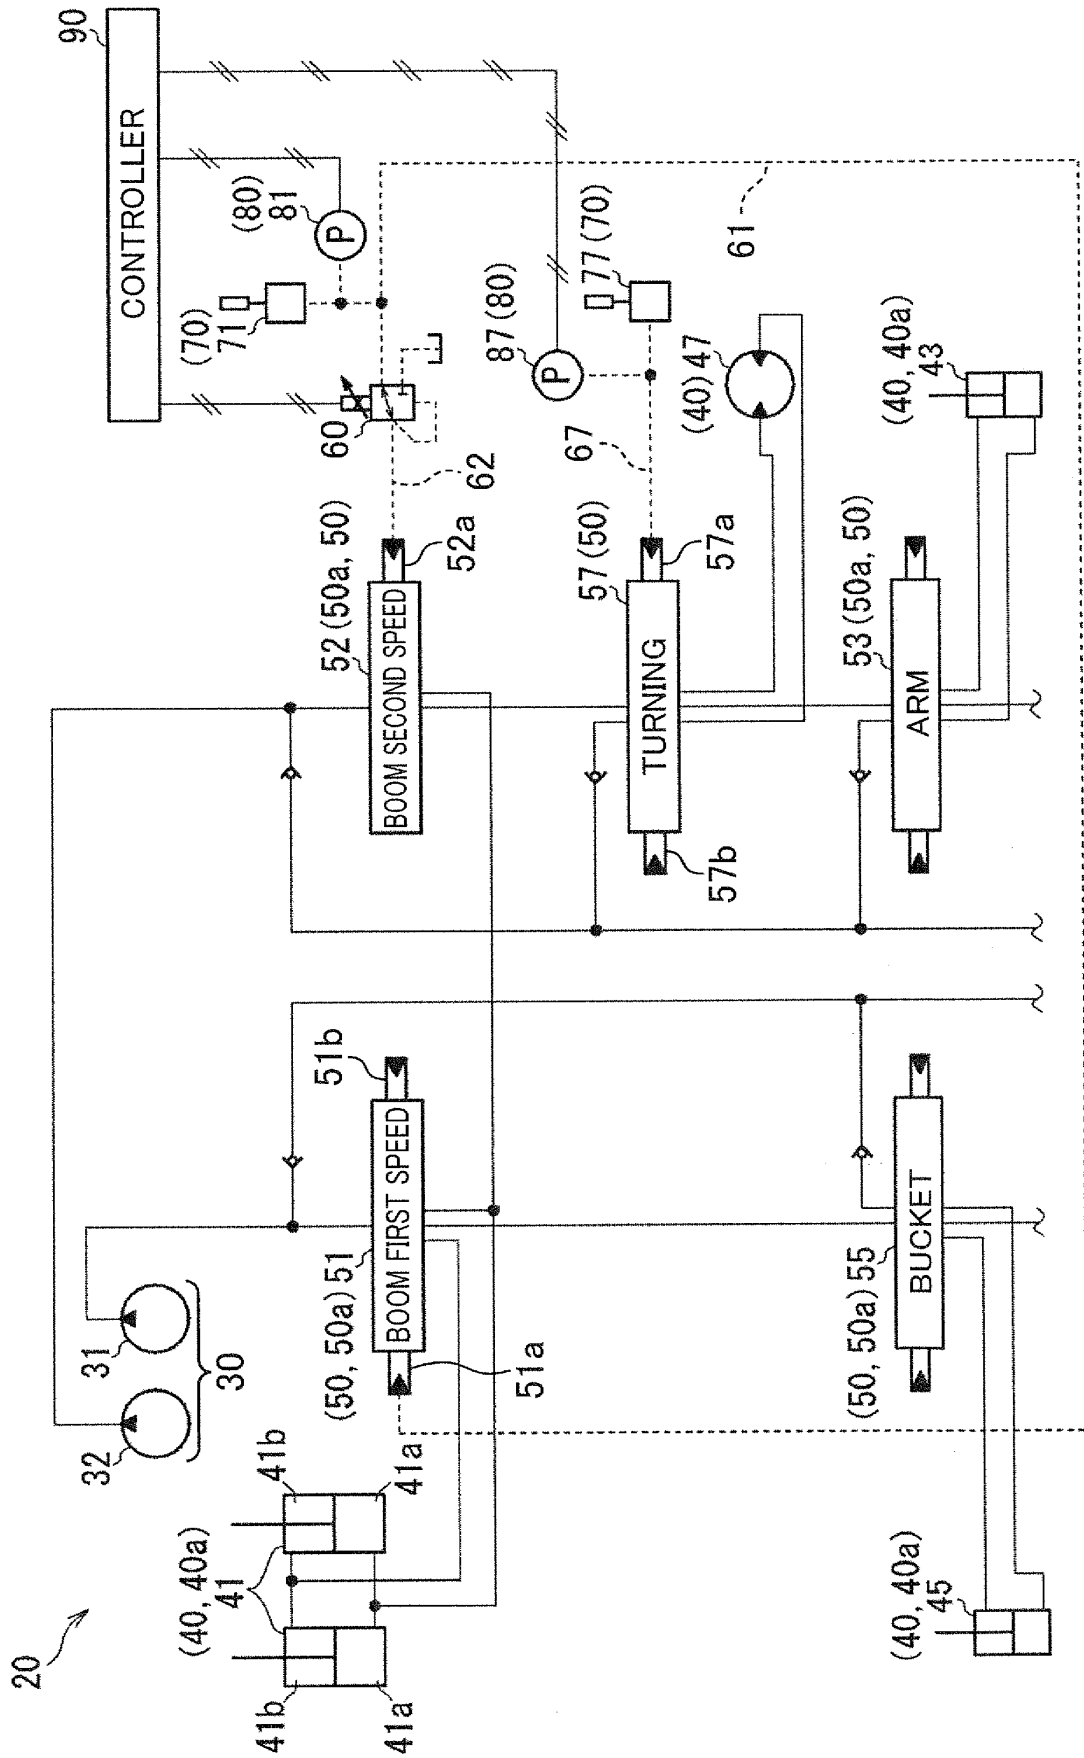 20
32
31
90
CONTROLLER
30
(40, 40a)
41
41b
41b
41a
41a
(70)
71
(80)
81
(50, 50a) 51
51b
52 (50a, 50)
60
BOOM FIRST SPEED
BOOM SECOND SPEED
51a
52a
62
87 (80)
67
57 (50)
77 (70)
TURNING
(40) 47
57b
57a
61
(50, 50a) 55
53 (50a, 50)
BUCKET
ARM
(40, 40a)
45
(40, 40a)
43
P
P